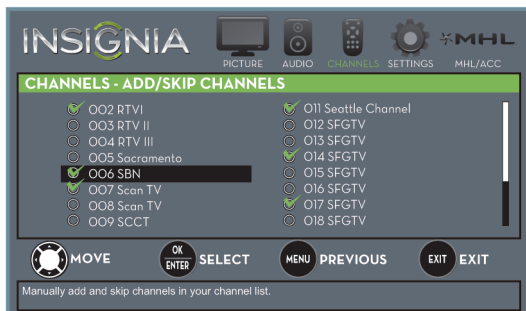 INSIGNIA
MHL
PICTURE AUDIO CHANNELS SETTINGS MHL/ACC
CHANNELS - ADD/SKIP CHANNELS
002 RTVI
003 RTV II
004 RTV III
005 Sacramento
006 SBN
007 Scan TV
008 Scan TV
009 SCCT
011 Seattle Channel
012 SFGTV
013 SFGTV
014 SFGTV
015 SFGTV
016 SFGTV
017 SFGTV
018 SFGTV
MOVE OK ENTER SELECT MENU PREVIOUS EXIT EXIT
Manually add and skip channels in your channel list.